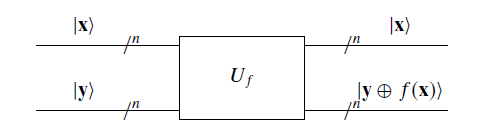 |x⟩ |x⟩
n n
U_f
|y⟩ |y ⊕ f(x)⟩
n n